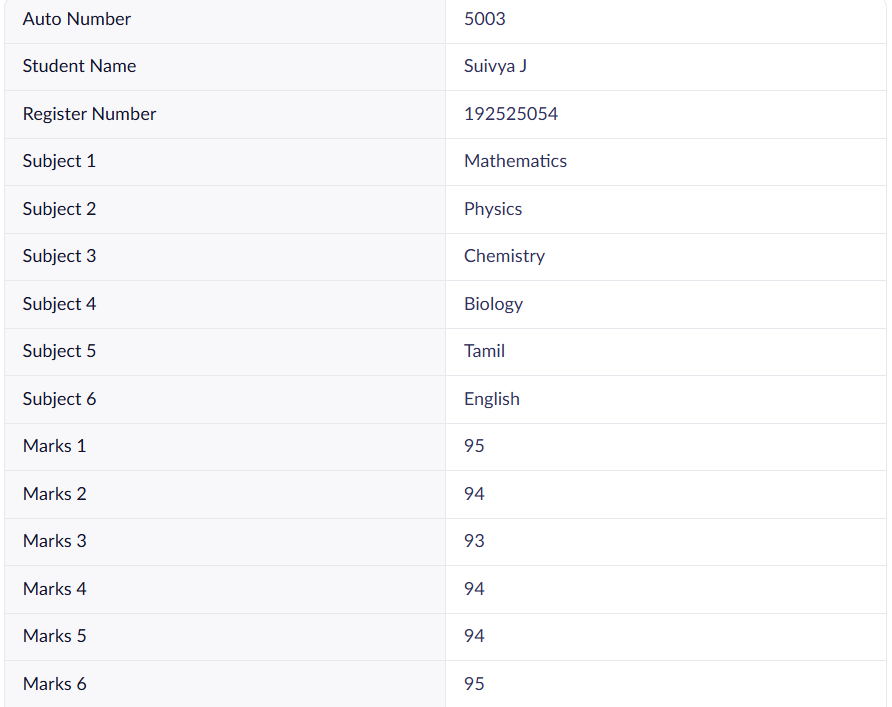 Auto Number 5003
Student Name Suivya J
Register Number 192525054
Subject 1 Mathematics
Subject 2 Physics
Subject 3 Chemistry
Subject 4 Biology
Subject 5 Tamil
Subject 6 English
Marks 1 95
Marks 2 94
Marks 3 93
Marks 4 94
Marks 5 94
Marks 6 95